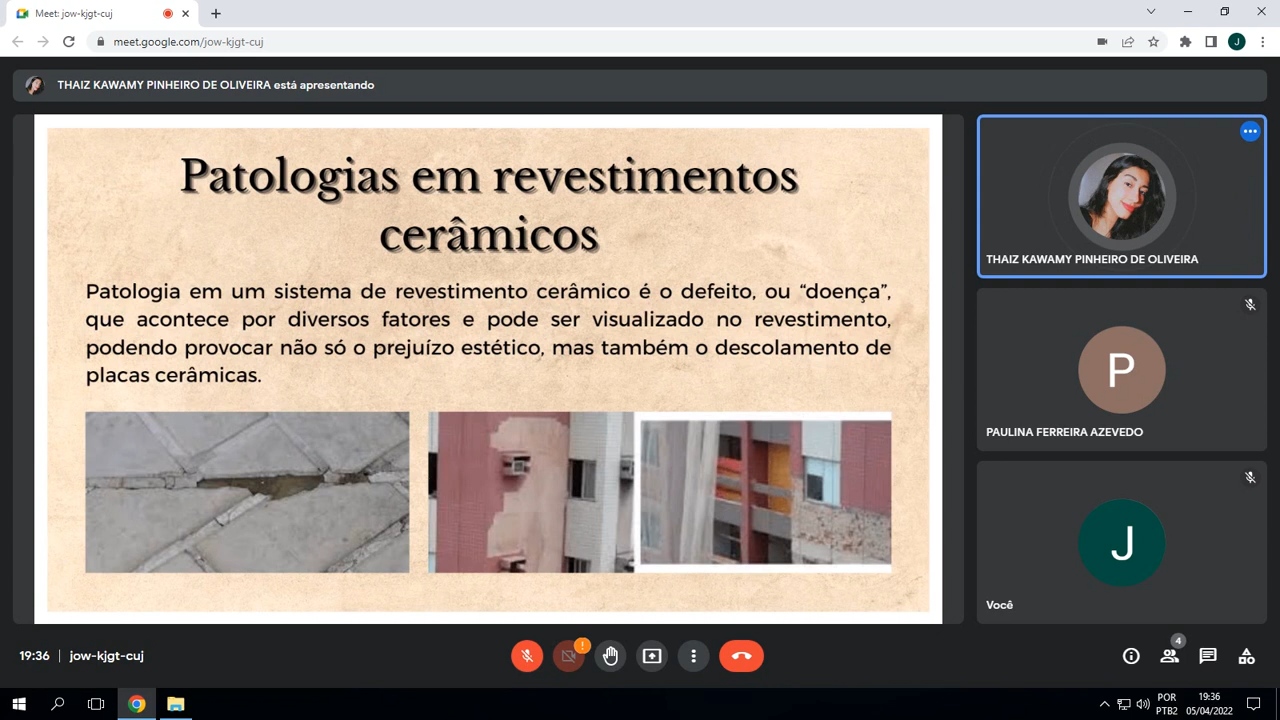 Meet: jow-kjgt-cuj
meet.google.com/jow-kjgt-cuj
J
THAIZ KAWAMY PINHEIRO DE OLIVEIRA está apresentando
Patologias em revestimentos
cerâmicos
Patologia em um sistema de revestimento cerâmico é o defeito, ou “doença”,
que acontece por diversos fatores e pode ser visualizado no revestimento,
podendo provocar não só o prejuízo estético, mas também o descolamento de
placas cerâmicas.
THAIZ KAWAMY PINHEIRO DE OLIVEIRA
P
PAULINA FERREIRA AZEVEDO
J
Você
19:36 | jow-kjgt-cuj
!
4
POR
PTB2
19:36
05/04/2022